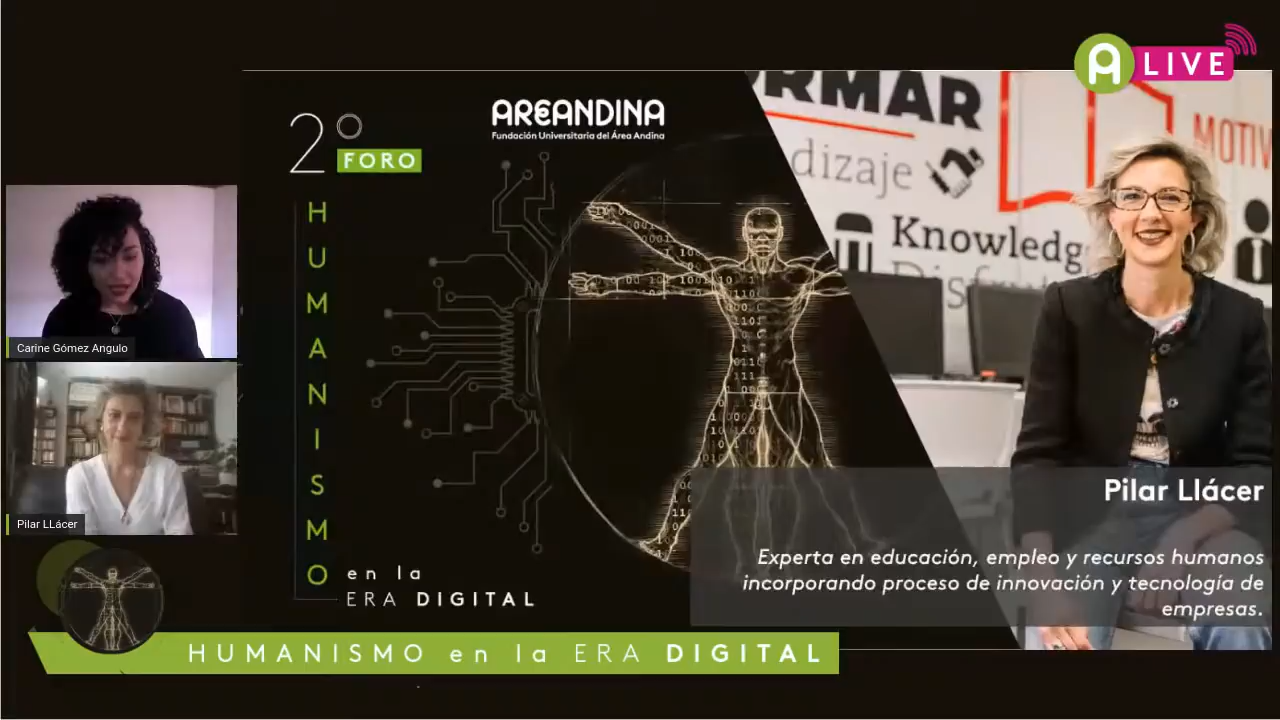 A LIVE
2º
FORO
AREANDINA
Fundación Universitaria del Área Andina
HUMANISMO
en la
ERA DIGITAL
ORMAR
dizaje
MOTIV
Knowledg
Carine Gómez Angulo
Pilar LLácer
Pilar Llácer
Experta en educación, empleo y recursos humanos
incorporando proceso de innovación y tecnología de
empresas.
HUMANISMO en la ERA DIGITAL